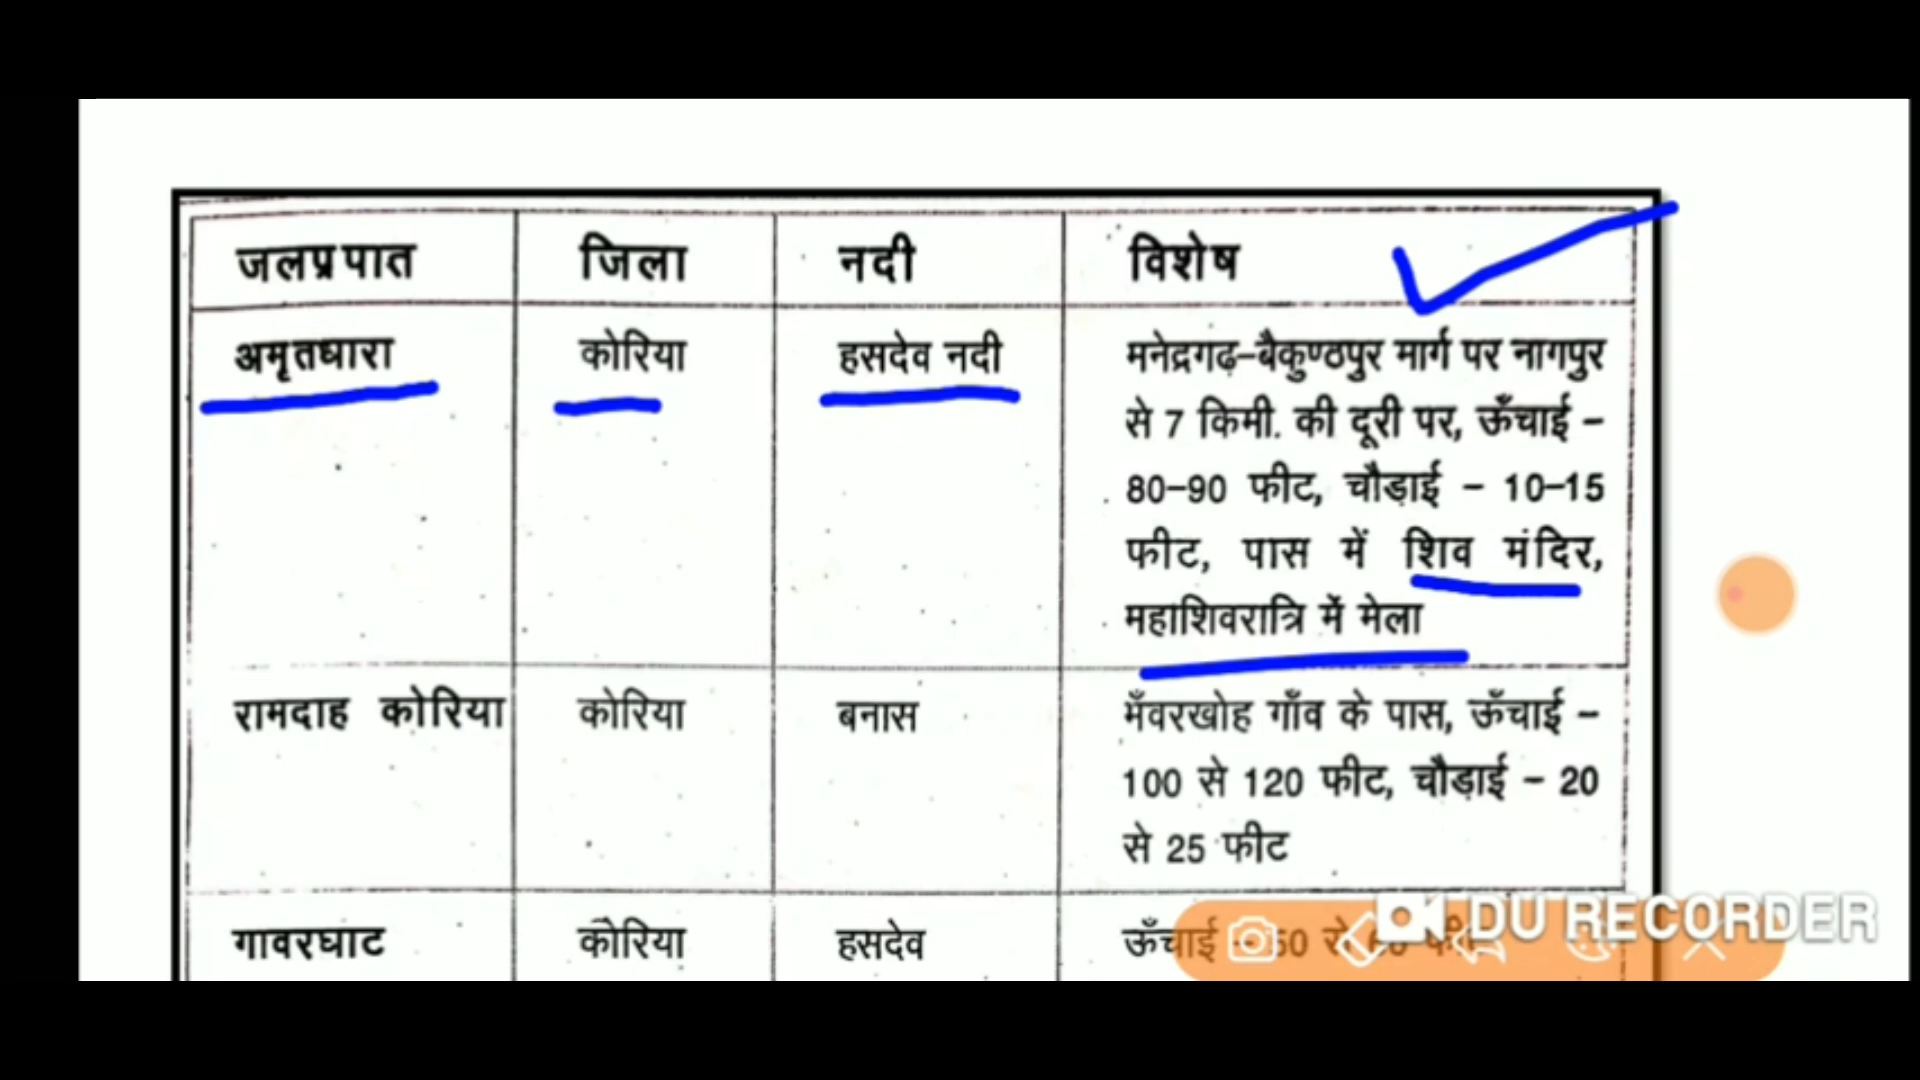 जलप्रपात जिला नदी विशेष
अमृतधारा कोरिया हसदेव नदी मनेद्रगढ़-बैकुण्ठपुर मार्ग पर नागपुर
से 7 किमी. की दूरी पर, ऊँचाई -
80-90 फीट, चौड़ाई - 10-15
फीट, पास में शिव मंदिर,
महाशिवरात्रि में मेला
रामदाह कोरिया कोरिया बनास भँवरखोह गाँव के पास, ऊँचाई -
100 से 120 फीट, चौड़ाई - 20
से 25 फीट
गावरघाट कोरिया हसदेव ऊँचाई -
DU RECORDER